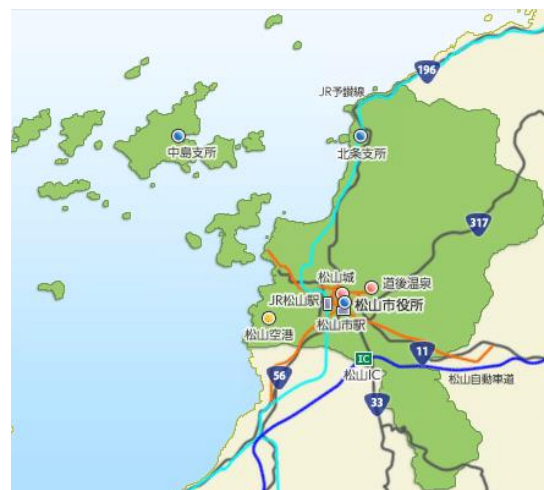 196
JR予讃線
中島支所
北条支所
317
松山城
道後温泉
JR松山駅
松山市役所
松山空港
松山市駅
11
IC
56
松山IC
松山自動車道
33